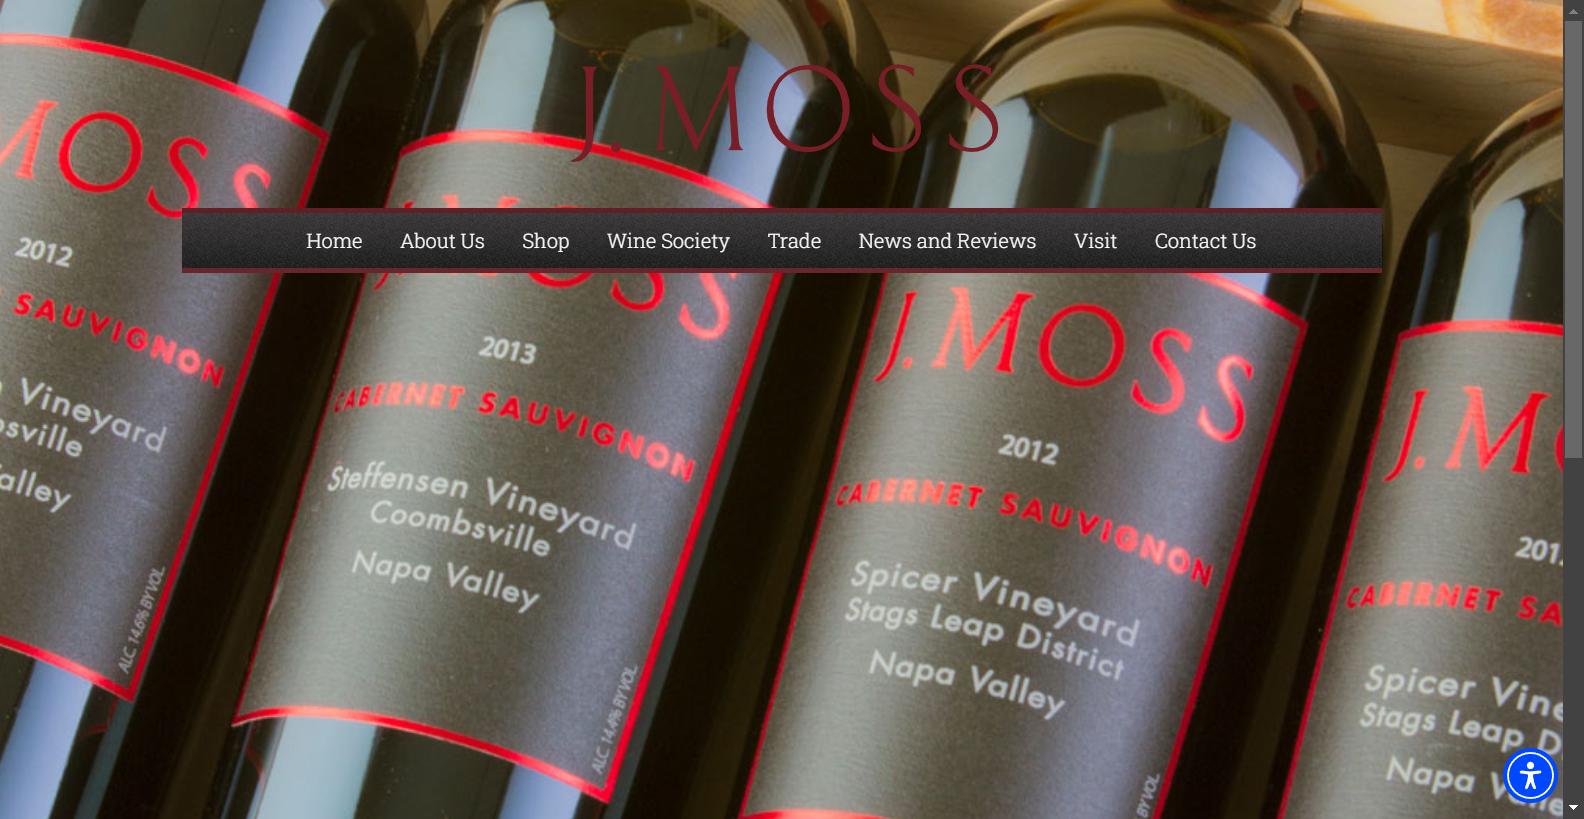 J. MOSS
Home
About Us
Shop
Wine Society
Trade
News and Reviews
Visit
Contact Us
MOSS
2012
SAUVIGNON
Vineyard
alley
ALC. 14.6% BY VOL
MOSS
2013
CABERNET SAUVIGNON
Steffensen Vineyard
Coombsville
Napa Valley
ALC. 14.4% BY VOL
J. MOSS
2012
CABERNET SAUVIGNON
Spicer Vineyard
Stags Leap District
Napa Valley
BY VOL
J. M
201
CABERNET SA
Spicer Vine
Stags Leap D
Napa V